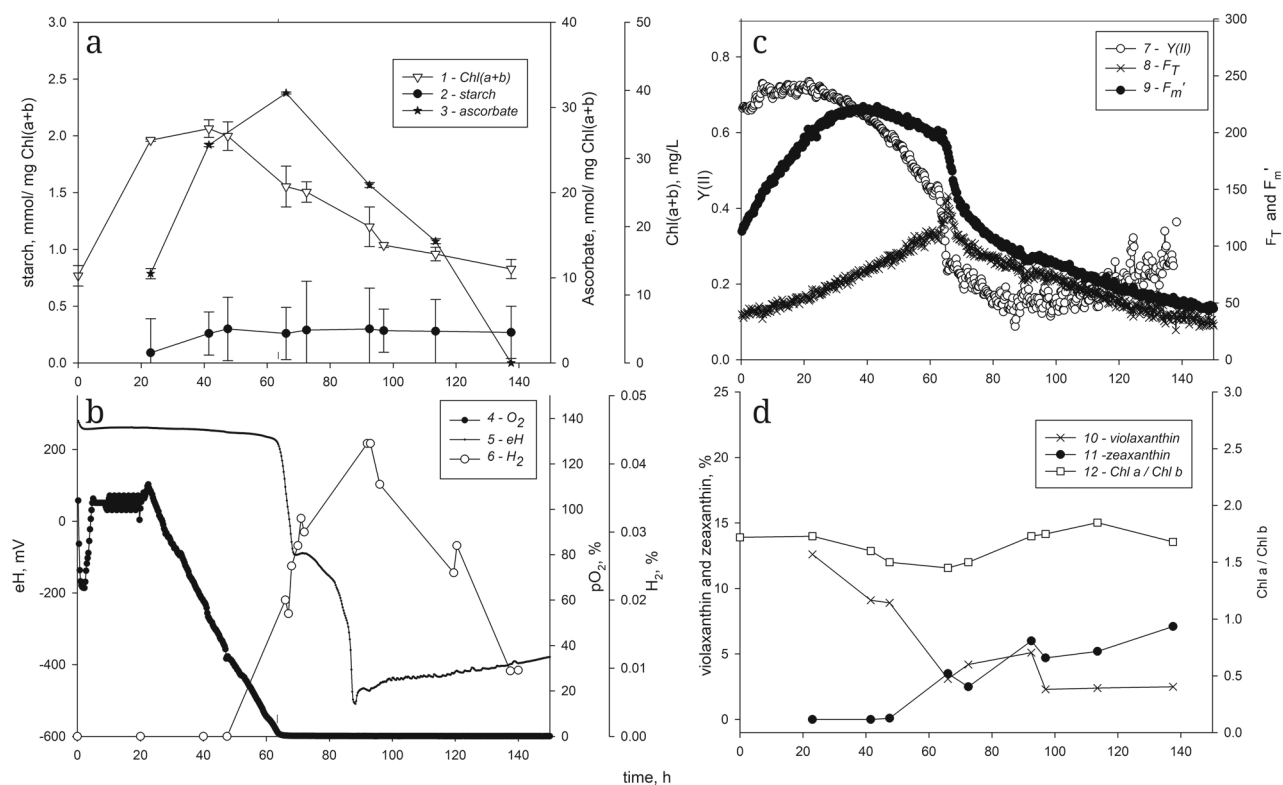 a
3.0
2.5
2.0
1.5
1.0
0.5
0.0
starch, mmol/ mg Chl(a+b)
0 20 40 60 80 100 120 140
40
30
20
10
0
Ascorbate, nmol/ mg Chl(a+b)
50
40
30
20
10
0
Chl(a+b), mg/L
1 - Chl(a+b)
2 - starch
3 - ascorbate
b
200
0
-200
-400
-600
eH, mV
0 20 40 60 80 100 120 140
140
120
100
80
60
40
20
0
pO2, %
0.05
0.04
0.03
0.02
0.01
0.00
H2, %
4 - O2
5 - eH
6 - H2
c
0.8
0.6
0.4
0.2
0.0
Y(II)
0 20 40 60 80 100 120 140
300
250
200
150
100
50
0
FT and Fm'
7 - Y(II)
8 - FT
9 - Fm'
d
25
20
15
10
5
0
violaxanthin and zeaxanthin, %
0 20 40 60 80 100 120 140
3.0
2.5
2.0
1.5
1.0
0.5
0.0
Chl a / Chl b
10 - violaxanthin
11 -zeaxanthin
12 - Chl a / Chl b
time, h